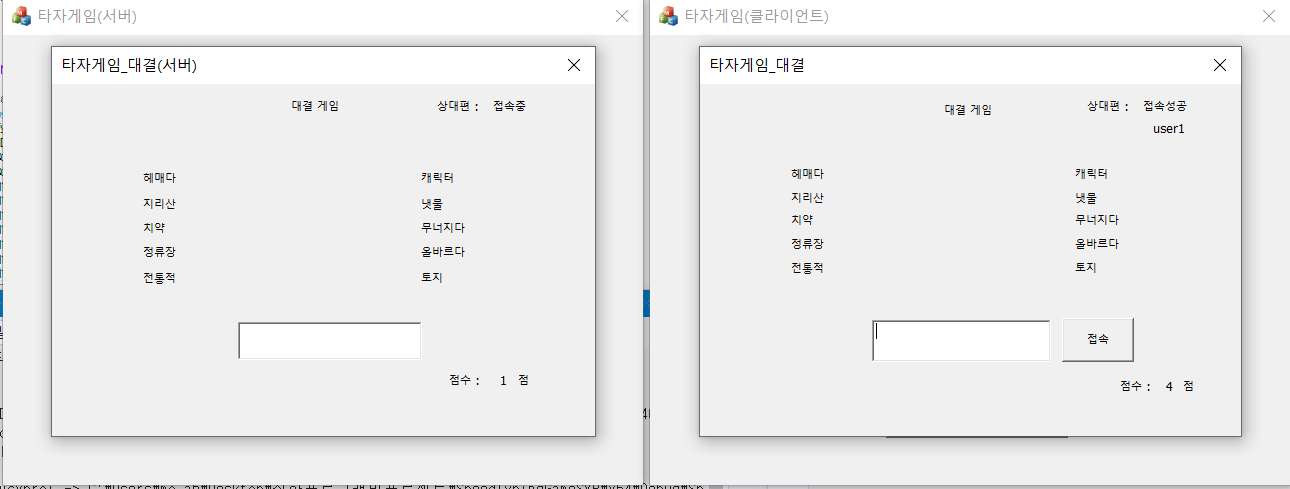 타자게임(서버)
타자게임_대결(서버)
대결 게임
상대편 : 접속중
헤매다 캐릭터
지리산 냇물
치약 무너지다
정류장 올바르다
전통적 토지
점수 : 1 점
타자게임(클라이언트)
타자게임_대결
대결 게임
상대편 : 접속성공
user1
헤매다 캐릭터
지리산 냇물
치약 무너지다
정류장 올바르다
전통적 토지
접속
점수 : 4 점